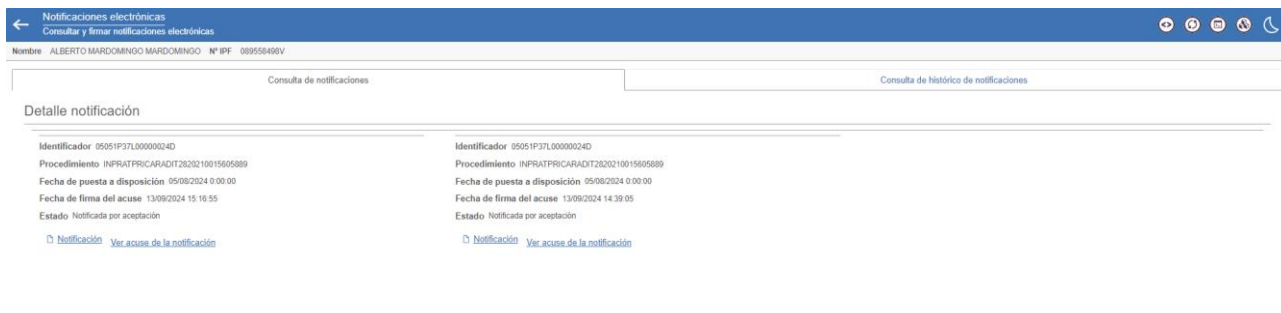 Notificaciones electrónicas
Consultar y firmar notificaciones electrónicas
Nombre ALBERTO MARDOMINGO MARDOMINGO Nº IPF 089558498V
Consulta de notificaciones
Consulta de histórico de notificaciones
Detalle notificación
Identificador 05051P37L00000024D
Procedimiento INPRATPRICARADIT2820210015605889
Fecha de puesta a disposición 05/08/2024 0:00:00
Fecha de firma del acuse 13/09/2024 15:16:55
Estado Notificada por aceptación
Notificación Ver acuse de la notificación
Identificador 05051P37L00000024D
Procedimiento INPRATPRICARADIT2820210015605889
Fecha de puesta a disposición 05/08/2024 0:00:00
Fecha de firma del acuse 13/09/2024 14:39:05
Estado Notificada por aceptación
Notificación Ver acuse de la notificación